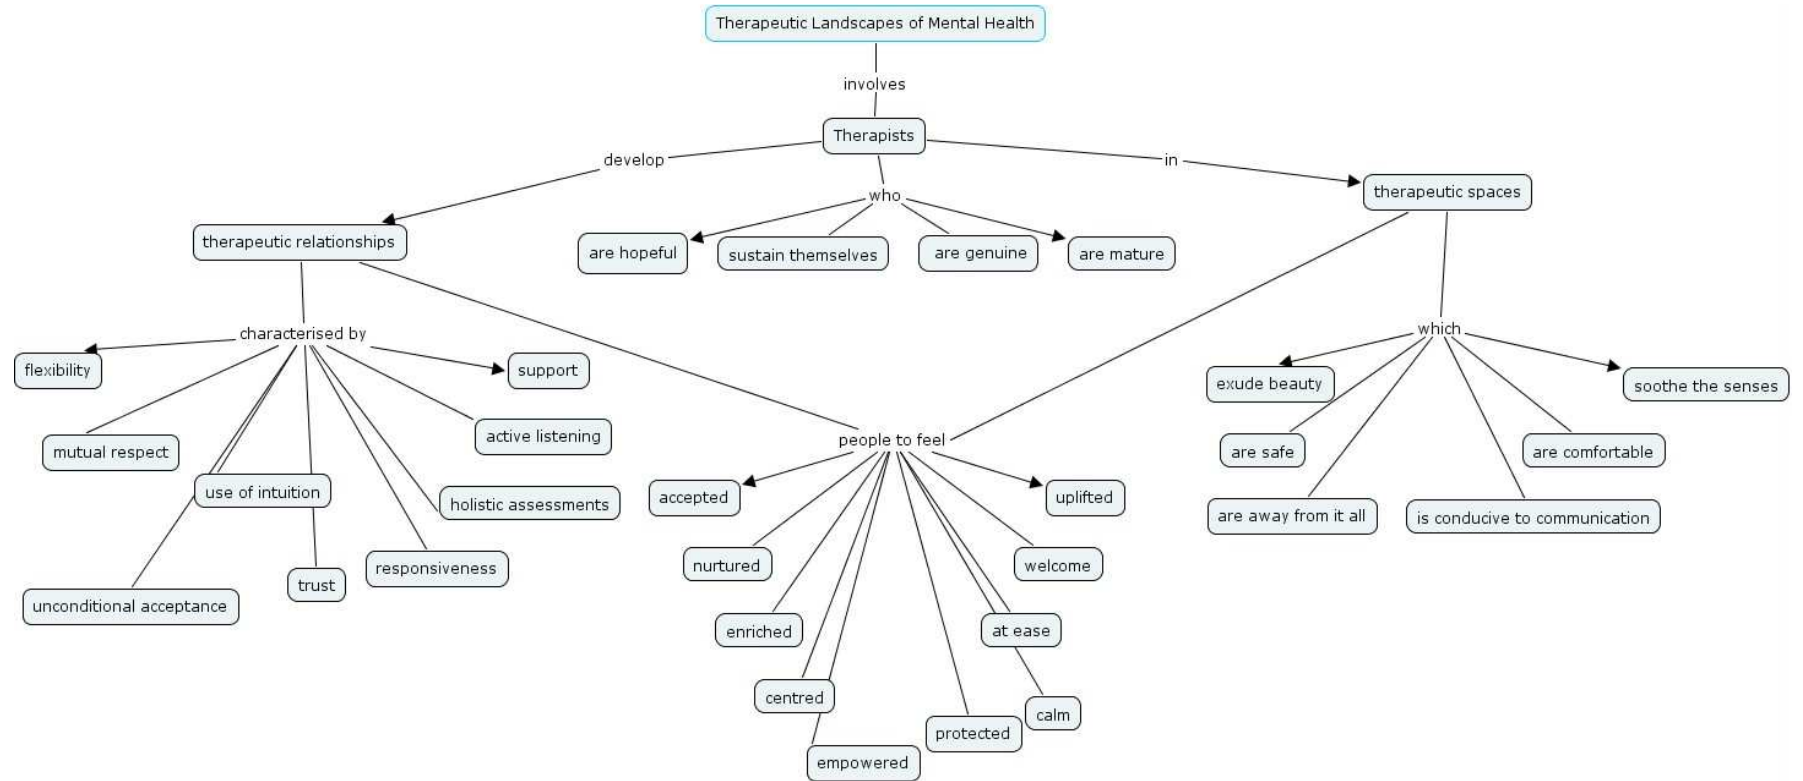 Therapeutic Landscapes of Mental Health
involves
Therapists
develop
in
who
therapeutic spaces
therapeutic relationships
are hopeful
sustain themselves
are genuine
are mature
characterised by
which
flexibility
support
exude beauty
soothe the senses
mutual respect
active listening
people to feel
are safe
are comfortable
use of intuition
holistic assessments
accepted
uplifted
are away from it all
is conducive to communication
unconditional acceptance
trust
responsiveness
nurtured
welcome
enriched
at ease
centred
calm
protected
empowered